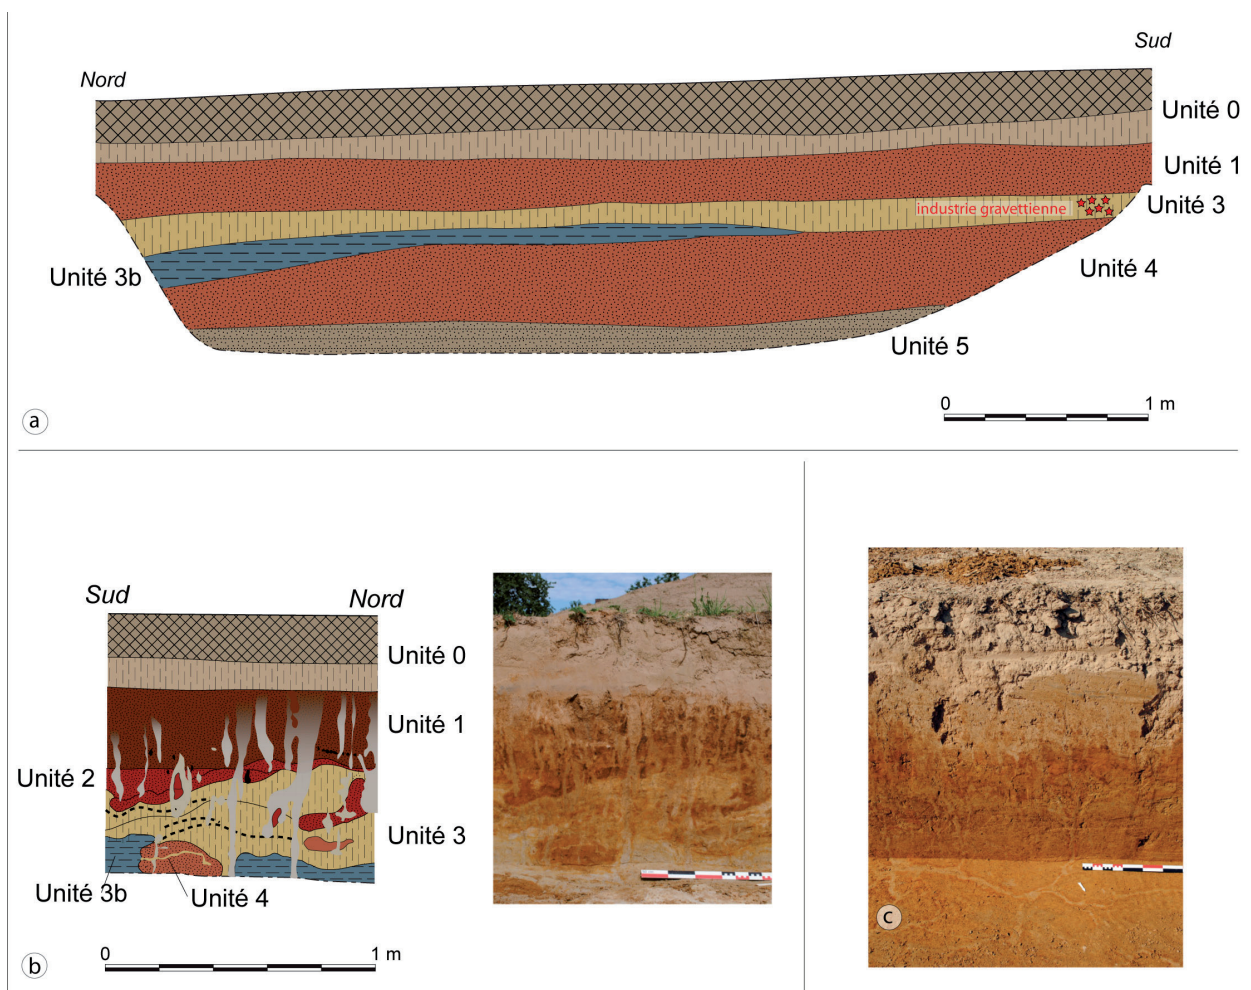 Nord
Sud
Unité 0
Unité 1
industrie gravettienne
Unité 3
Unité 3b
Unité 4
Unité 5
0 1 m
a
Sud
Nord
Unité 0
Unité 1
Unité 2
Unité 3
Unité 3b
Unité 4
0 1 m
b
c